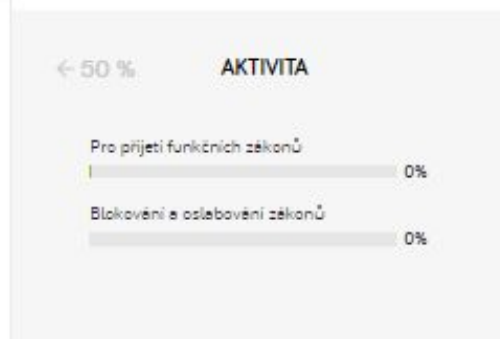 ← 50 % AKTIVITA
Pro přijetí funkčních zákonů
0%
Blokování a oslabování zákonů
0%